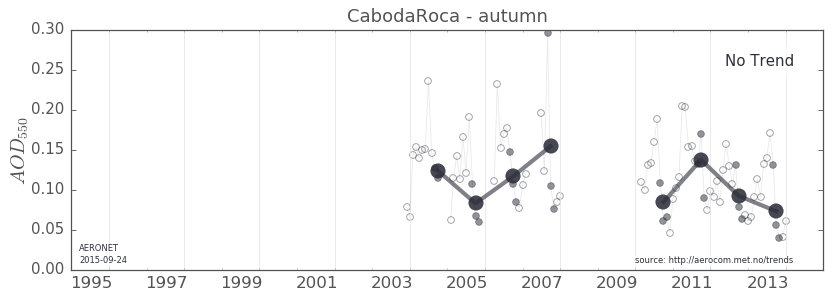 CabodaRoca - autumn
0.30
0.25
0.20
0.15
0.10
0.05
0.00
AOD550
No Trend
AERONET
2015-09-24
source: http://aerocom.met.no/trends
1995 1997 1999 2001 2003 2005 2007 2009 2011 2013